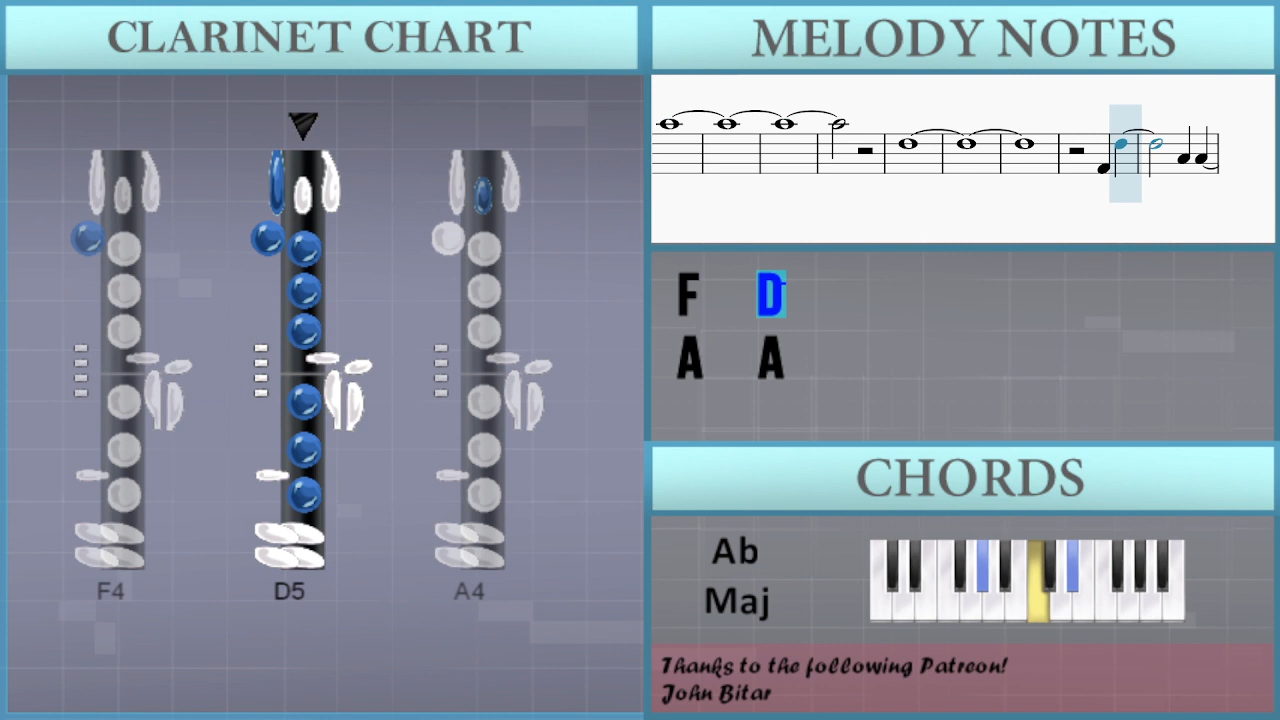 CLARINET CHART
F4 D5 A4
MELODY NOTES
F D
A A
CHORDS
Ab
Maj
Thanks to the following Patreon!
John Bitar